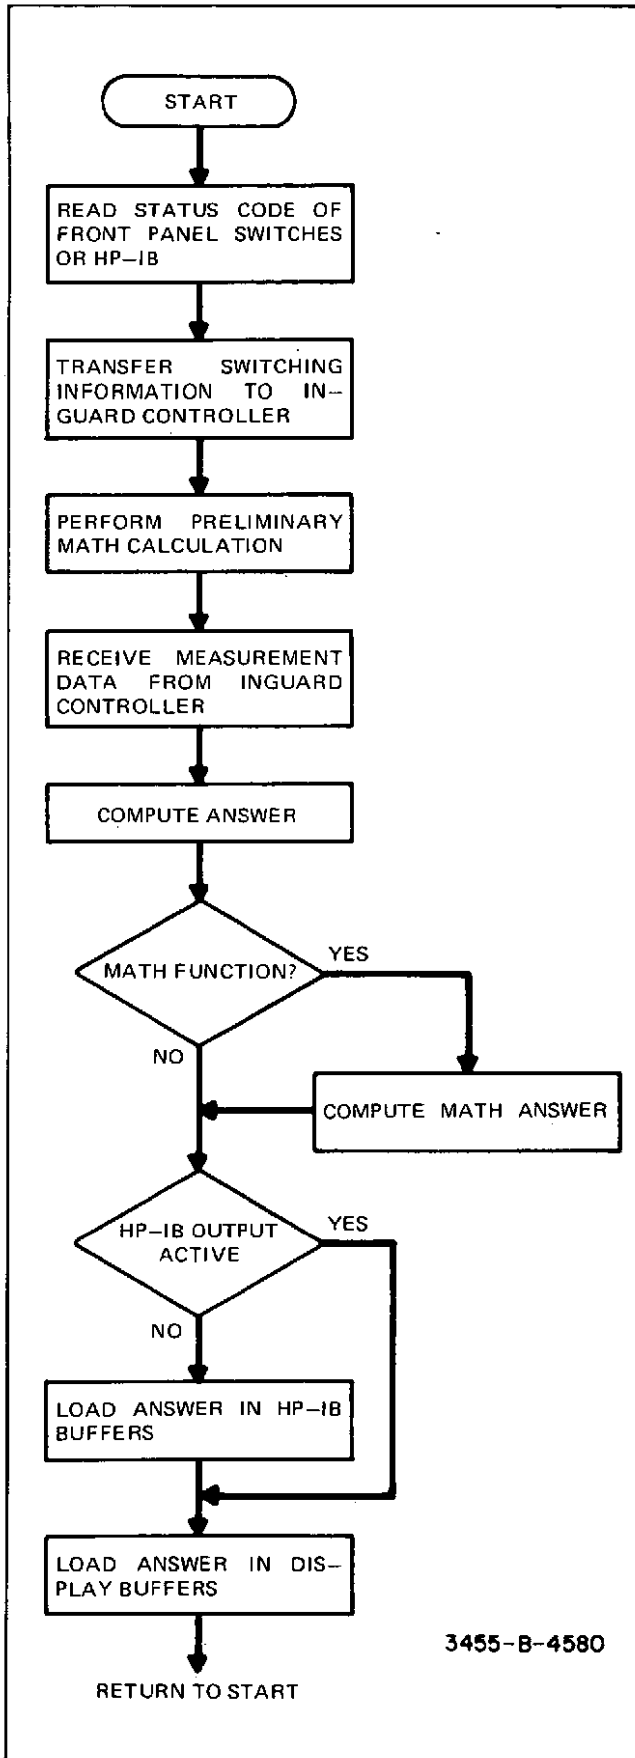 START
READ STATUS CODE OF
FRONT PANEL SWITCHES
OR HP-IB
TRANSFER SWITCHING
INFORMATION TO IN-
GUARD CONTROLLER
PERFORM PRELIMINARY
MATH CALCULATION
RECEIVE MEASUREMENT
DATA FROM INGUARD
CONTROLLER
COMPUTE ANSWER
MATH FUNCTION?
YES
NO
COMPUTE MATH ANSWER
HP-IB OUTPUT
ACTIVE
YES
NO
LOAD ANSWER IN HP-IB
BUFFERS
LOAD ANSWER IN DIS-
PLAY BUFFERS
3455-B-4580
RETURN TO START